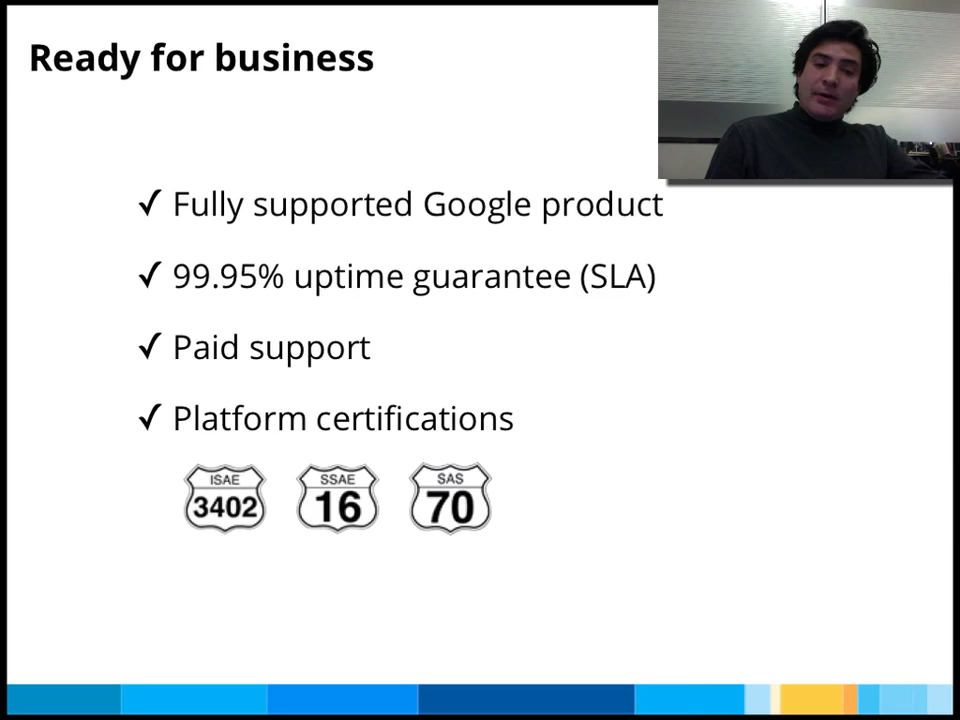 Ready for business
✓ Fully supported Google product
✓ 99.95% uptime guarantee (SLA)
✓ Paid support
✓ Platform certifications
ISAE 3402
SSAE 16
SAS 70